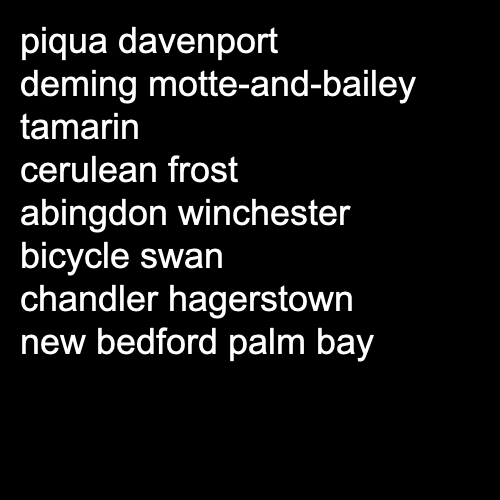 piqua davenport
deming motte-and-bailey
tamarin
cerulean frost
abingdon winchester
bicycle swan
chandler hagerstown
new bedford palm bay